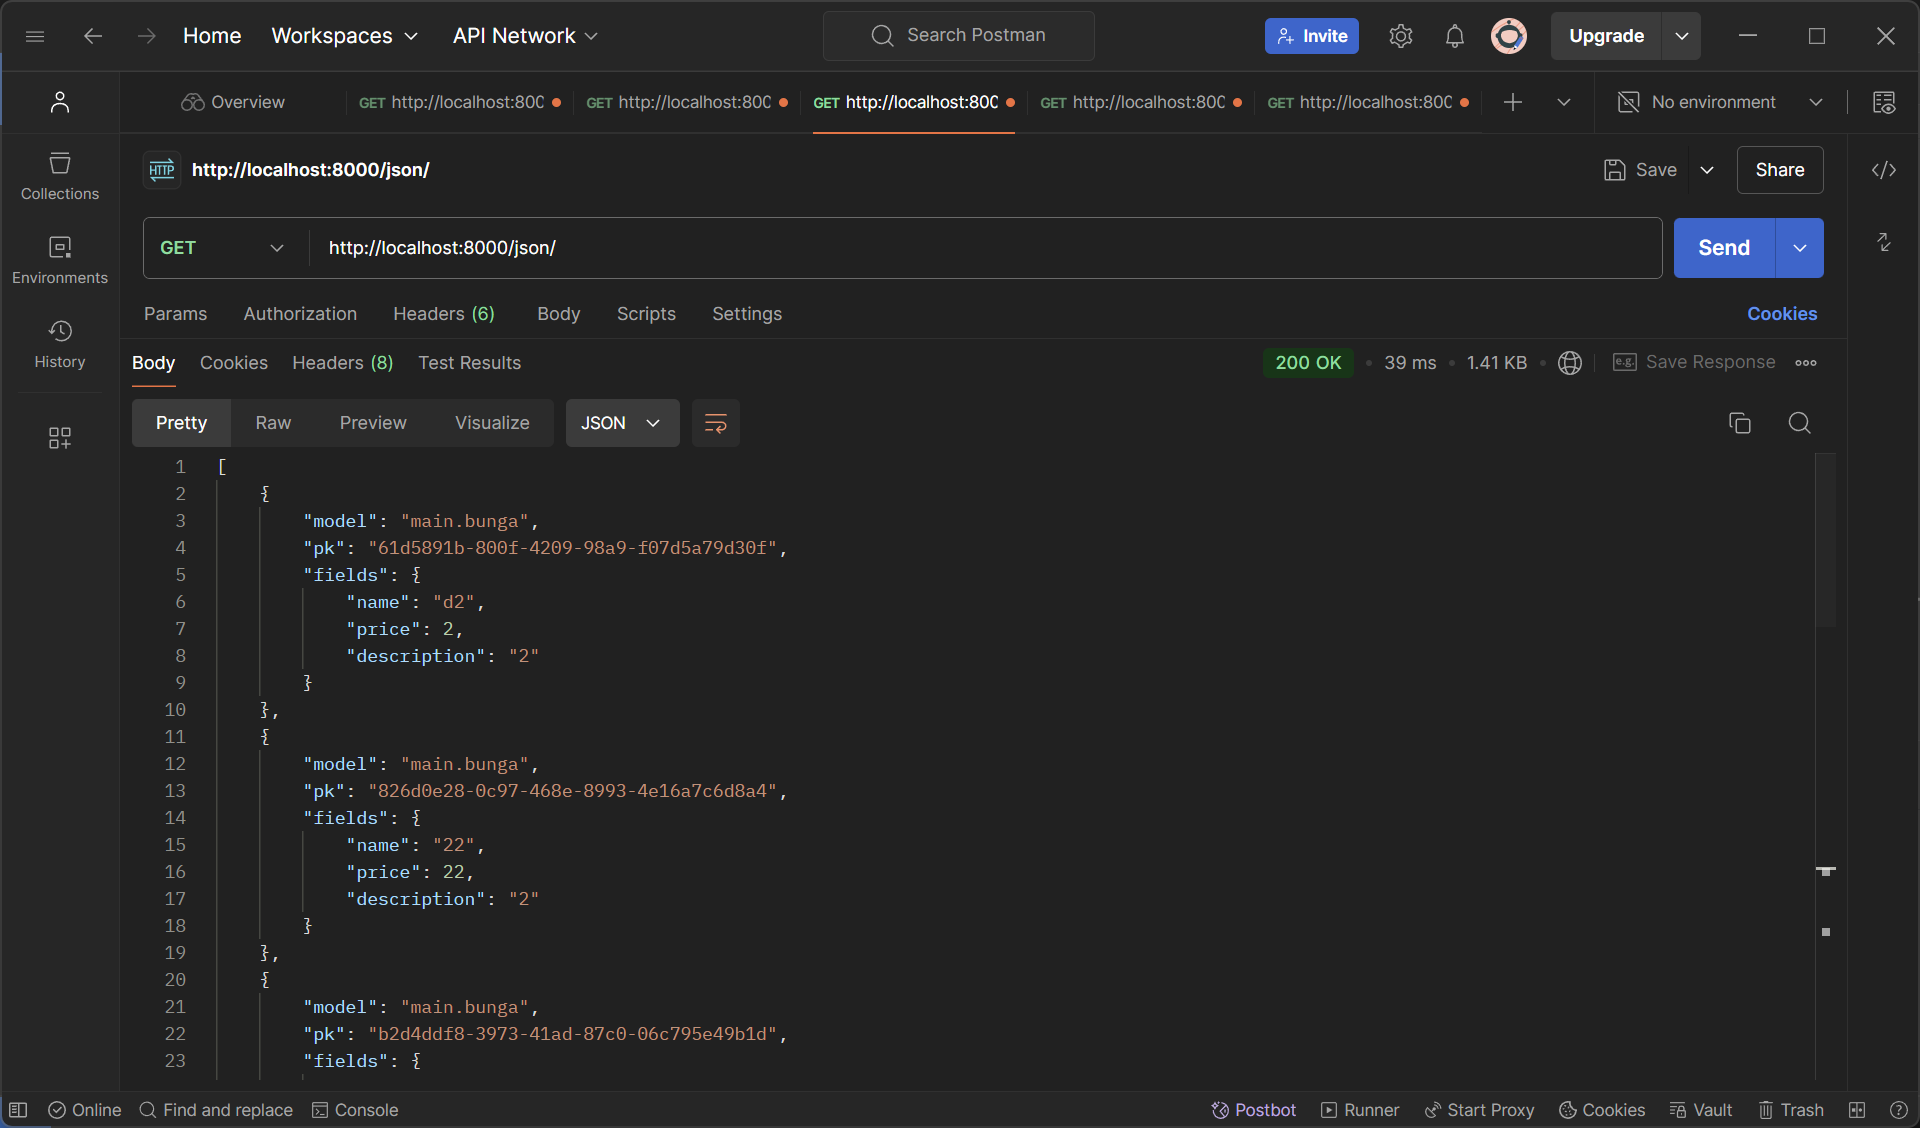 Home Workspaces API Network Search Postman Invite Upgrade
Overview GET http://localhost:800 GET http://localhost:800 GET http://localhost:800 GET http://localhost:800 GET http://localhost:800 No environment
HTTP http://localhost:8000/json/ Save Share
Collections
GET http://localhost:8000/json/ Send
Environments
Params Authorization Headers (6) Body Scripts Settings Cookies
History
Body Cookies Headers (8) Test Results 200 OK 39 ms 1.41 KB e.g. Save Response
Pretty Raw Preview Visualize JSON
1 [
2 {
3 "model": "main.bunga",
4 "pk": "61d5891b-800f-4209-98a9-f07d5a79d30f",
5 "fields": {
6 "name": "d2",
7 "price": 2,
8 "description": "2"
9 }
10 },
11 {
12 "model": "main.bunga",
13 "pk": "826d0e28-0c97-468e-8993-4e16a7c6d8a4",
14 "fields": {
15 "name": "22",
16 "price": 22,
17 "description": "2"
18 }
19 },
20 {
21 "model": "main.bunga",
22 "pk": "b2d4ddf8-3973-41ad-87c0-06c795e49b1d",
23 "fields": {
Online Find and replace Console Postbot Runner Start Proxy Cookies Vault Trash